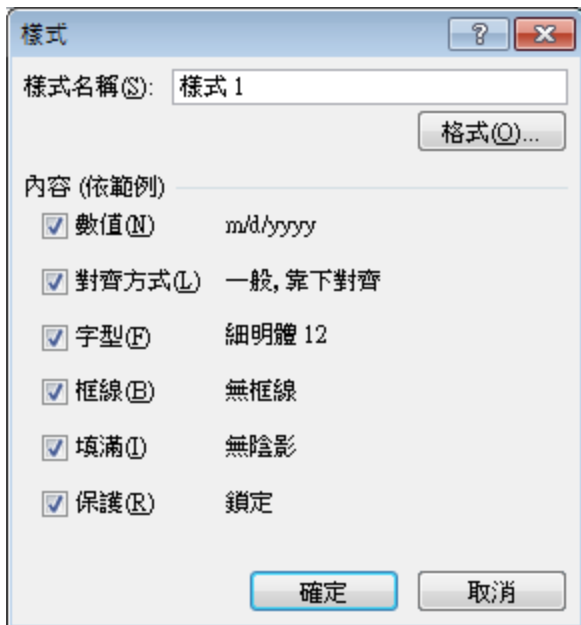 樣式
樣式名稱(S): 樣式 1
格式(O)...
內容 (依範例)
數值(N) m/d/yyyy
對齊方式(L) 一般, 靠下對齊
字型(F) 細明體 12
框線(B) 無框線
填滿(I) 無陰影
保護(R) 鎖定
確定 取消